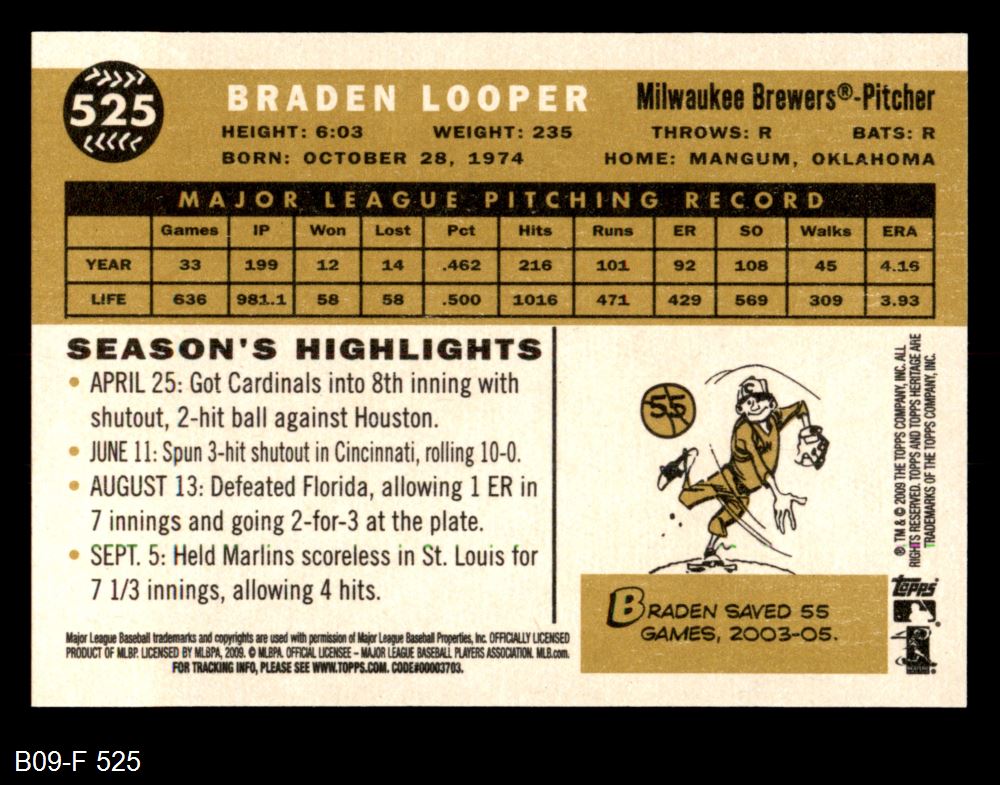 525
BRADEN LOOPER
Milwaukee Brewers®-Pitcher
HEIGHT: 6:03 WEIGHT: 235 THROWS: R BATS: R
BORN: OCTOBER 28, 1974 HOME: MANGUM, OKLAHOMA
MAJOR LEAGUE PITCHING RECORD
Games IP Won Lost Pct Hits Runs ER SO Walks ERA
YEAR 33 199 12 14 .462 216 101 92 108 45 4.16
LIFE 636 981.1 58 58 .500 1016 471 429 569 309 3.93
SEASON'S HIGHLIGHTS
• APRIL 25: Got Cardinals into 8th inning with
shutout, 2-hit ball against Houston.
• JUNE 11: Spun 3-hit shutout in Cincinnati, rolling 10-0.
• AUGUST 13: Defeated Florida, allowing 1 ER in
7 innings and going 2-for-3 at the plate.
• SEPT. 5: Held Marlins scoreless in St. Louis for
7 1/3 innings, allowing 4 hits.
55
C
BRADEN SAVED 55
GAMES, 2003-05.
® TM & © 2009 THE TOPPS COMPANY, INC. ALL
RIGHTS RESERVED. TOPPS AND TOPPS HERITAGE ARE
TRADEMARKS OF THE TOPPS COMPANY, INC.
topps
Major League Baseball trademarks and copyrights are used with permission of Major League Baseball Properties, Inc. OFFICIALLY LICENSED
PRODUCT OF MLBP. LICENSED BY MLBPA, 2009. © MLBPA. OFFICIAL LICENSEE – MAJOR LEAGUE BASEBALL PLAYERS ASSOCIATION. MLB.com.
FOR TRACKING INFO, PLEASE SEE WWW.TOPPS.COM. CODE#00003703.
B09-F 525